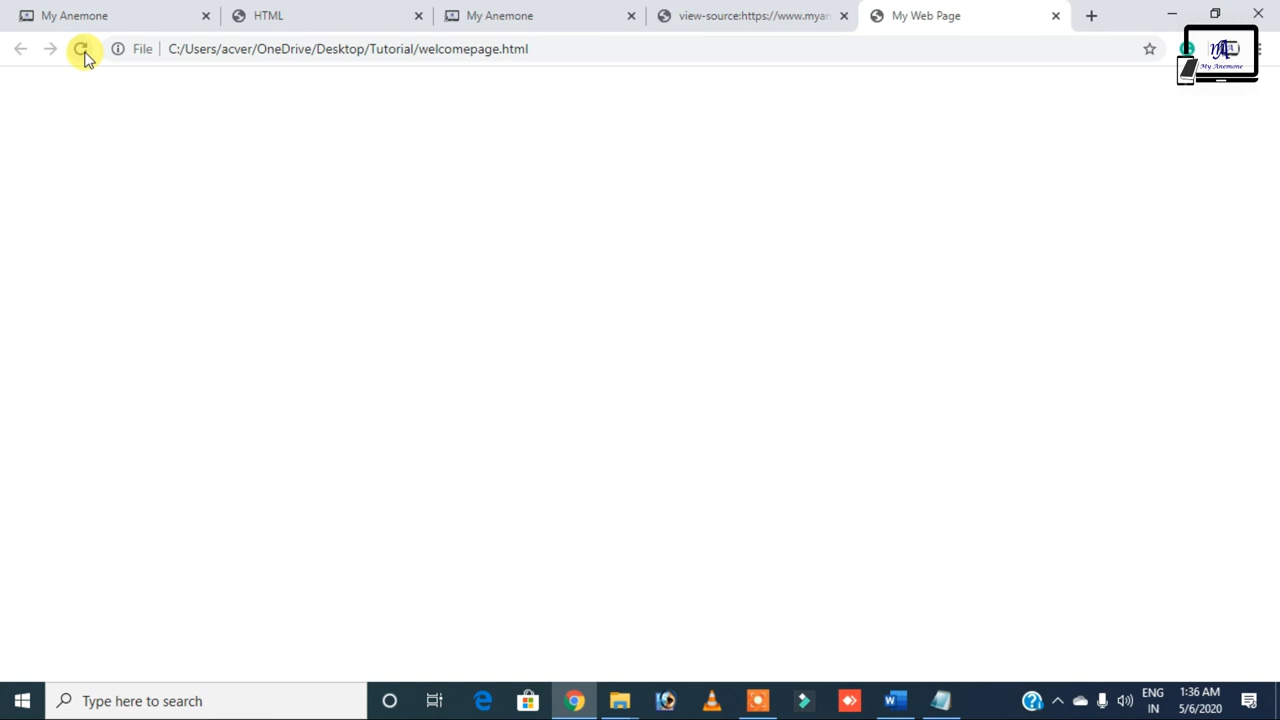 My Anemone
HTML
My Anemone
view-source:https://www.myan
My Web Page
File
C:/Users/acver/OneDrive/Desktop/Tutorial/welcomepage.html
My Anemone
Type here to search
ENG
IN
1:36 AM
5/6/2020